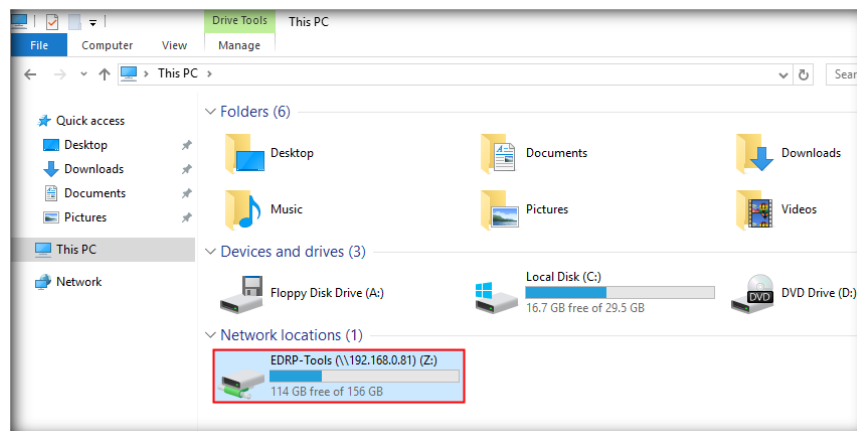 Drive Tools This PC
File Computer View Manage
This PC
Sear
Quick access
Desktop
Downloads
Documents
Pictures
This PC
Network
Folders (6)
Desktop Documents Downloads
Music Pictures Videos
Devices and drives (3)
Floppy Disk Drive (A:)
Local Disk (C:)
16.7 GB free of 29.5 GB
DVD
DVD Drive (D:)
Network locations (1)
EDRP-Tools (\\192.168.0.81) (Z:)
114 GB free of 156 GB